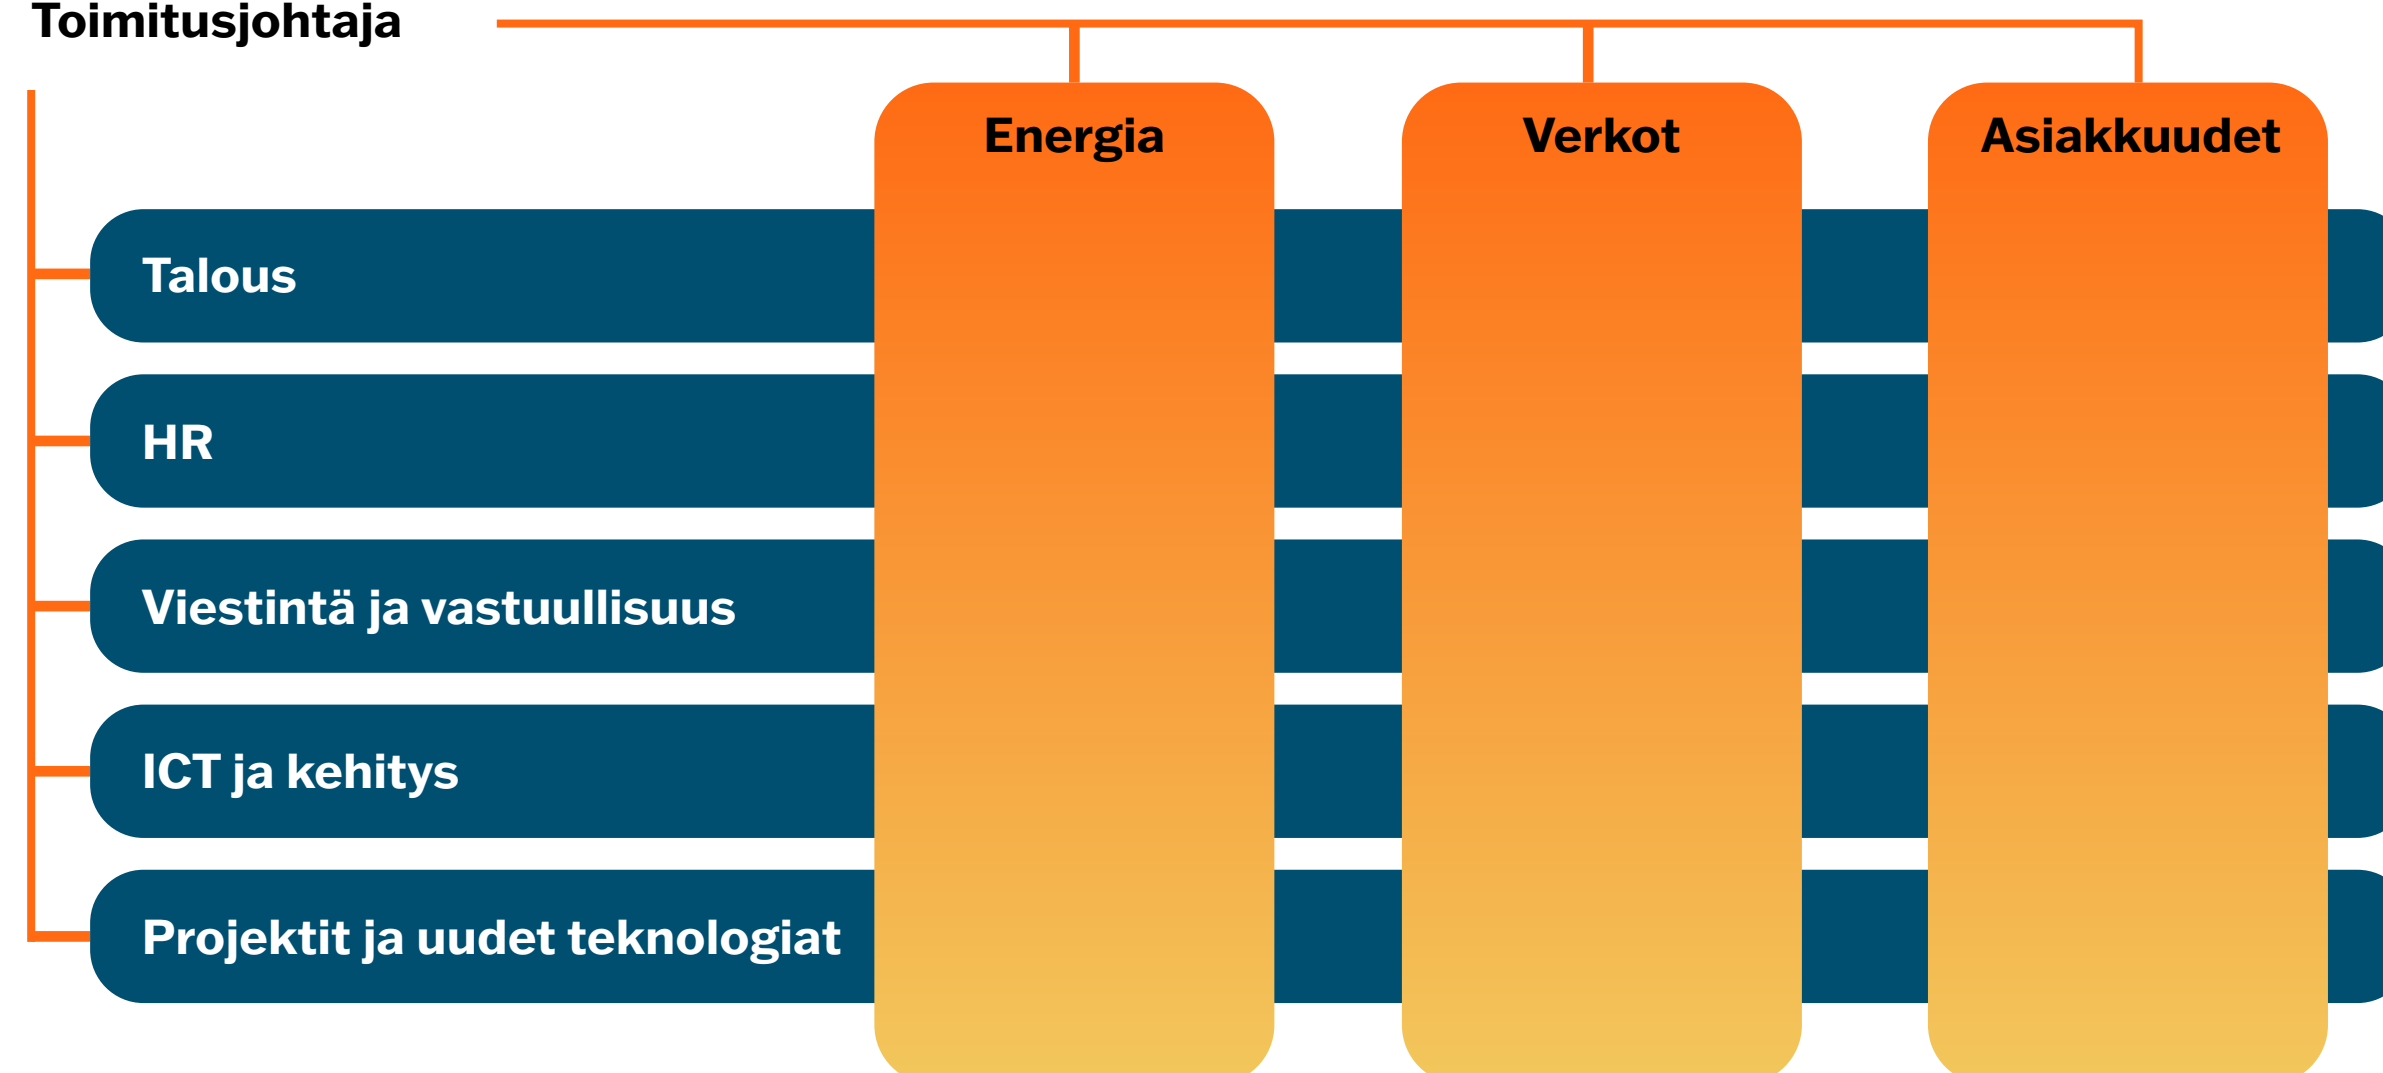 Toimitusjohtaja
Energia
Verkot
Asiakkuudet
Talous
HR
Viestintä ja vastuullisuus
ICT ja kehitys
Projektit ja uudet teknologiat